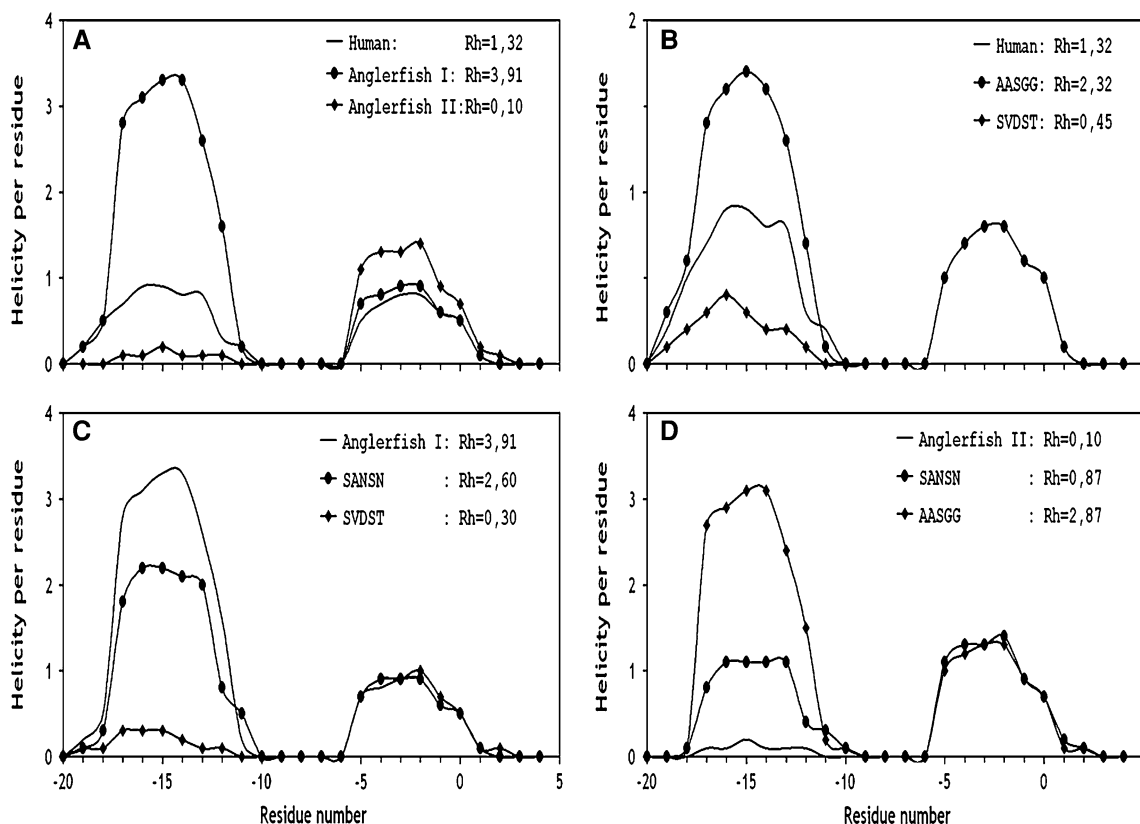 A
Human: Rh=1,32
Anglerfish I: Rh=3,91
Anglerfish II:Rh=0,10
Helicity per residue
4
3
2
1
0
B
Human: Rh=1,32
AASGG: Rh=2,32
SVDST: Rh=0,45
Helicity per residue
2
1
0
C
Anglerfish I: Rh=3,91
SANSN : Rh=2,60
SVDST : Rh=0,30
Helicity per residue
4
3
2
1
0
-20 -15 -10 -5 0 5
Residue number
D
Anglerfish II: Rh=0,10
SANSN : Rh=0,87
AASGG : Rh=2,87
Helicity per residue
4
3
2
1
0
-20 -15 -10 -5 0
Residue number